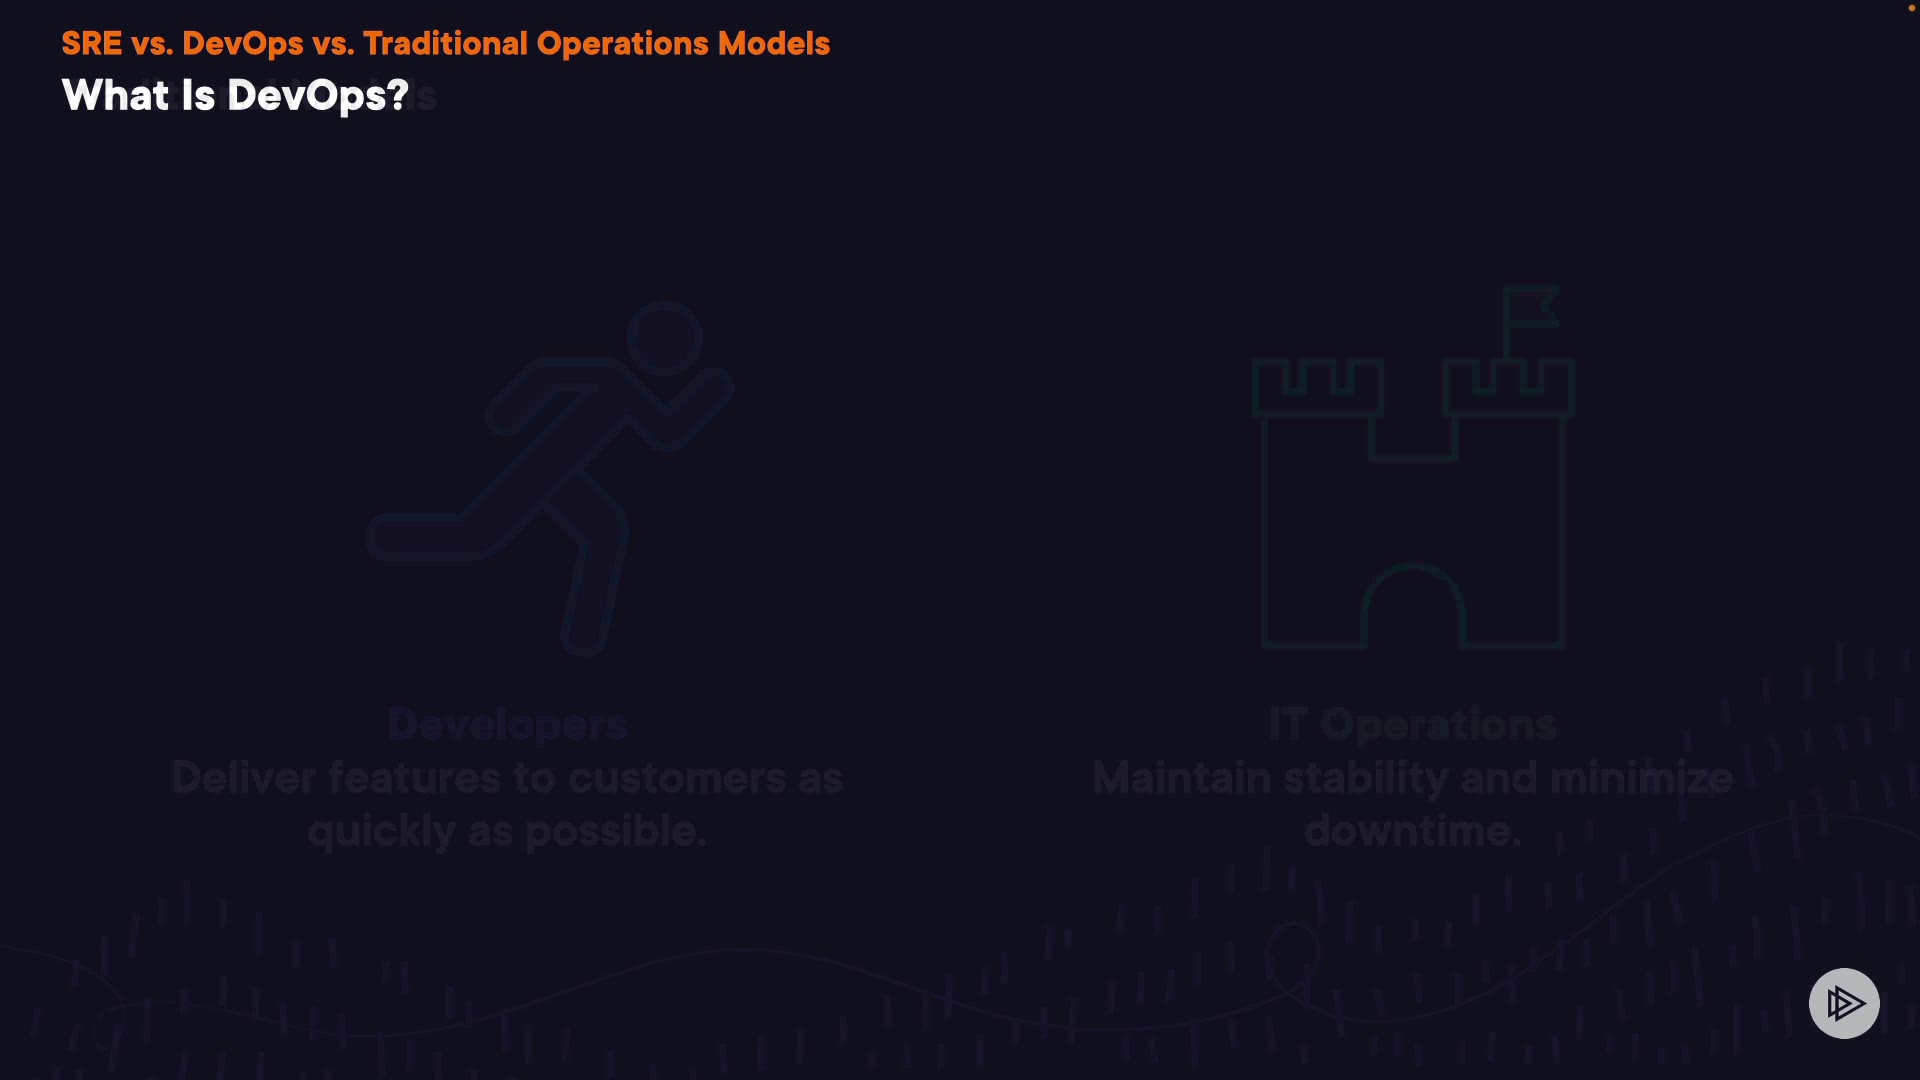 SRE vs. DevOps vs. Traditional Operations Models
What Is DevOps?
Developers
Deliver features to customers as
quickly as possible.
IT Operations
Maintain stability and minimize
downtime.